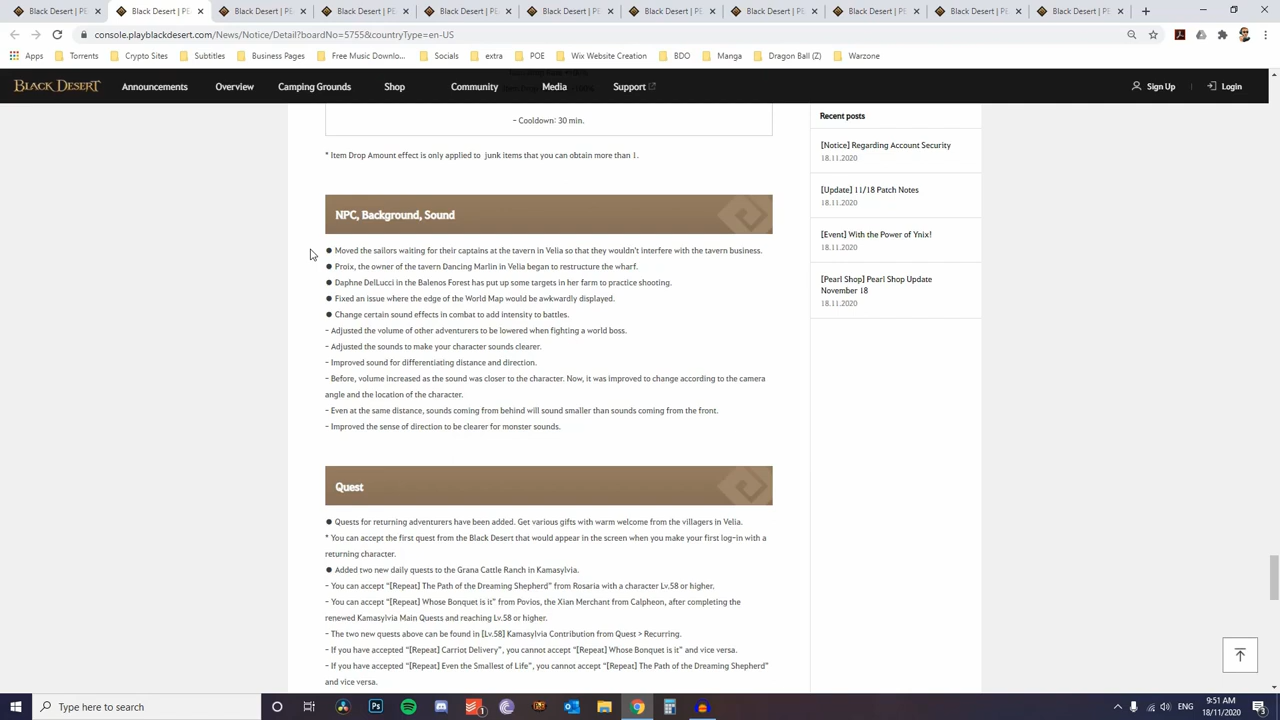 Black Desert | PE
Black Desert | PE
Black Desert | PE
Black Desert | PE
Black Desert | PE
Black Desert | PE
Black Desert | PE
Black Desert | PE
Black Desert | PE
Black Desert | PE
Black Desert | PE
console.playblackdesert.com/News/Notice/Detail?boardNo=5755&countryType=en-US
Apps
Torrents
Crypto Sites
Subtitles
Business Pages
Free Music Downlo...
Socials
extra
POE
Wix Website Creation
BDO
Manga
Dragon Ball (Z)
Warzone
BLACK DESERT
Announcements
Overview
Camping Grounds
Shop
Community
Media
Support
Sign Up
Login
- Cooldown: 30 min.
* Item Drop Amount effect is only applied to junk items that you can obtain more than 1.
NPC, Background, Sound
● Moved the sailors waiting for their captains at the tavern in Velia so that they wouldn't interfere with the tavern business.
● Proix, the owner of the tavern Dancing Marlin in Velia began to restructure the wharf.
● Daphne DelLucci in the Balenos Forest has put up some targets in her farm to practice shooting.
● Fixed an issue where the edge of the World Map would be awkwardly displayed.
● Change certain sound effects in combat to add intensity to battles.
- Adjusted the volume of other adventurers to be lowered when fighting a world boss.
- Adjusted the sounds to make your character sounds clearer.
- Improved sound for differentiating distance and direction.
- Before, volume increased as the sound was closer to the character. Now, it was improved to change according to the camera
angle and the location of the character.
- Even at the same distance, sounds coming from behind will sound smaller than sounds coming from the front.
- Improved the sense of direction to be clearer for monster sounds.
Quest
● Quests for returning adventurers have been added. Get various gifts with warm welcome from the villagers in Velia.
* You can accept the first quest from the Black Desert that would appear in the screen when you make your first log-in with a
returning character.
● Added two new daily quests to the Grana Cattle Ranch in Kamasylvia.
- You can accept "[Repeat] The Path of the Dreaming Shepherd" from Rosaria with a character Lv.58 or higher.
- You can accept "[Repeat] Whose Bonquet is it" from Povios, the Xian Merchant from Calpheon, after completing the
renewed Kamasylvia Main Quests and reaching Lv.58 or higher.
- The two new quests above can be found in [Lv.58] Kamasylvia Contribution from Quest > Recurring.
- If you have accepted "[Repeat] Carriot Delivery", you cannot accept "[Repeat] Whose Bonquet is it" and vice versa.
- If you have accepted "[Repeat] Even the Smallest of Life", you cannot accept "[Repeat] The Path of the Dreaming Shepherd"
and vice versa.
Recent posts
[Notice] Regarding Account Security
18.11.2020
[Update] 11/18 Patch Notes
18.11.2020
[Event] With the Power of Ynix!
18.11.2020
[Pearl Shop] Pearl Shop Update
November 18
18.11.2020
Type here to search
ENG
9:51 AM
18/11/2020